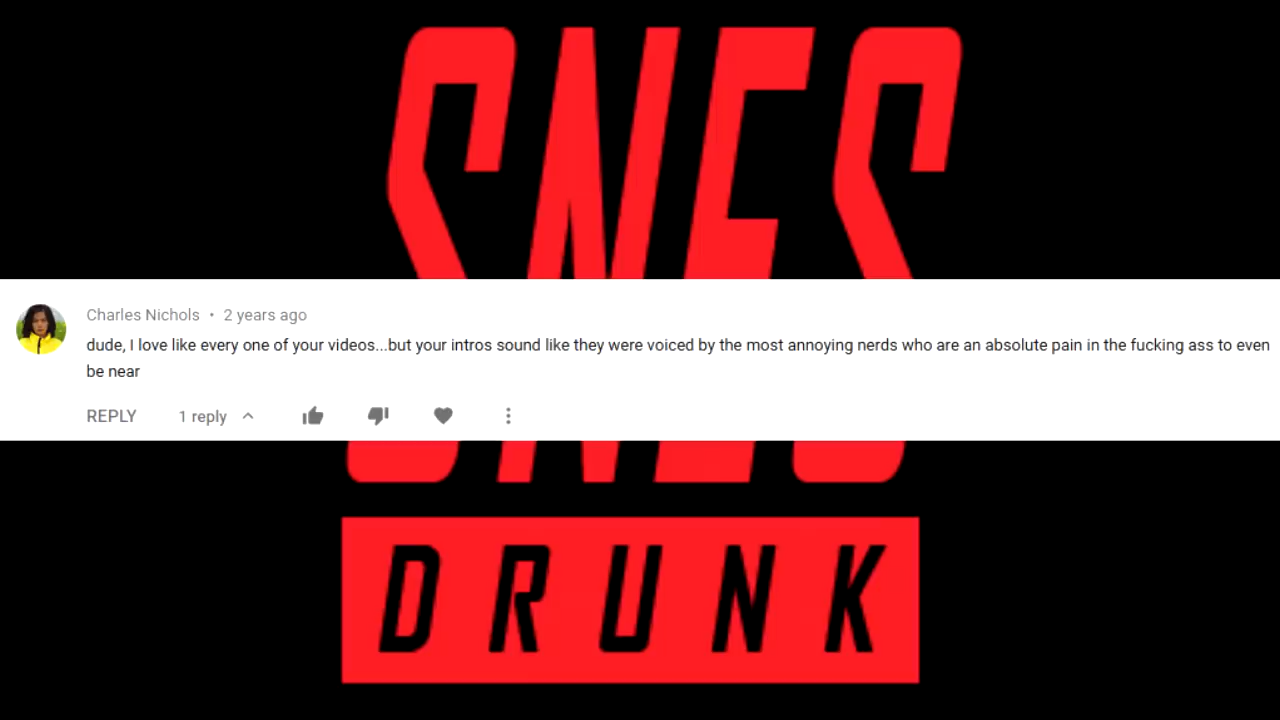 SNES
Charles Nichols • 2 years ago
dude, I love like every one of your videos...but your intros sound like they were voiced by the most annoying nerds who are an absolute pain in the fucking ass to even
be near
REPLY 1 reply
DRUNK